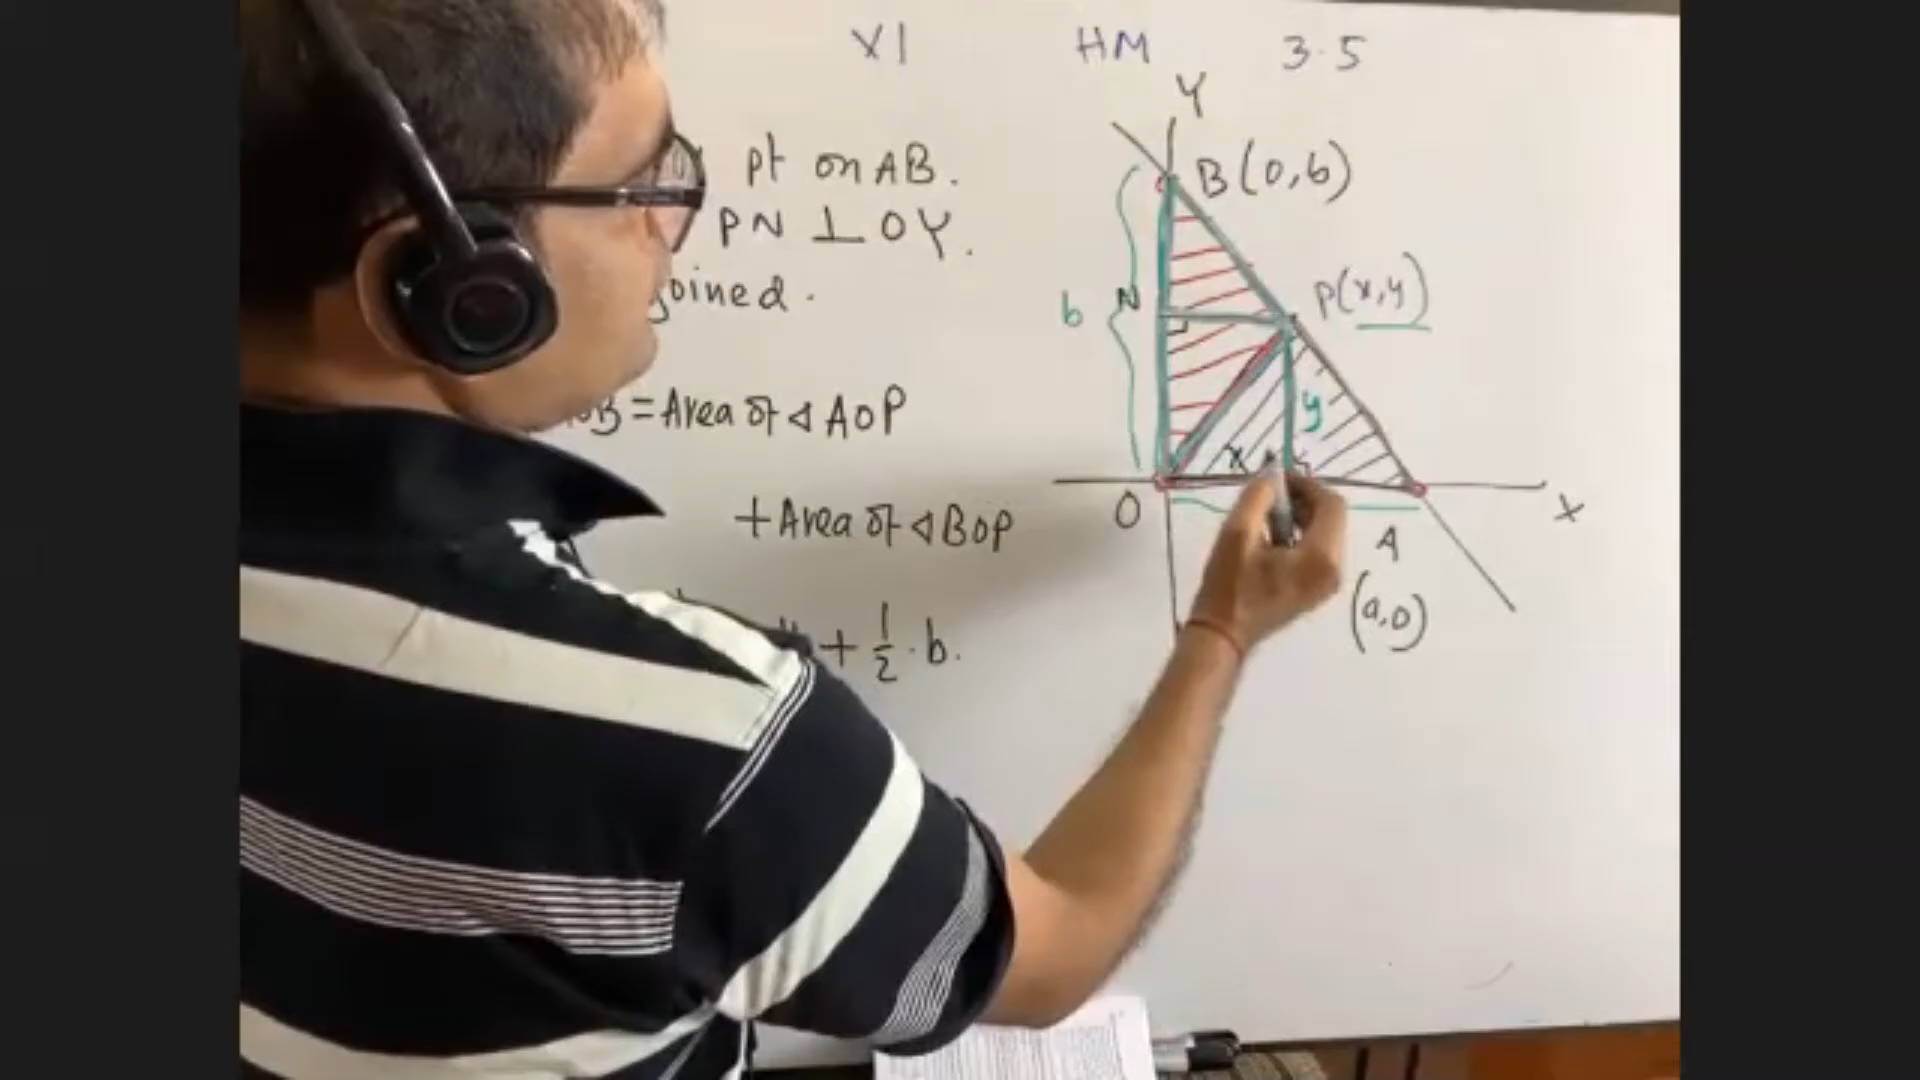 XI HM 3.5
pt on AB.
PN ⊥ OY.
joined.
OB = Area of ⊲ AOP
+ Area of ⊲ BOP
+ 1/2 . b.
Y
B(0,b)
P(x,y)
b
N
y
x
O
X
A
(a,0)